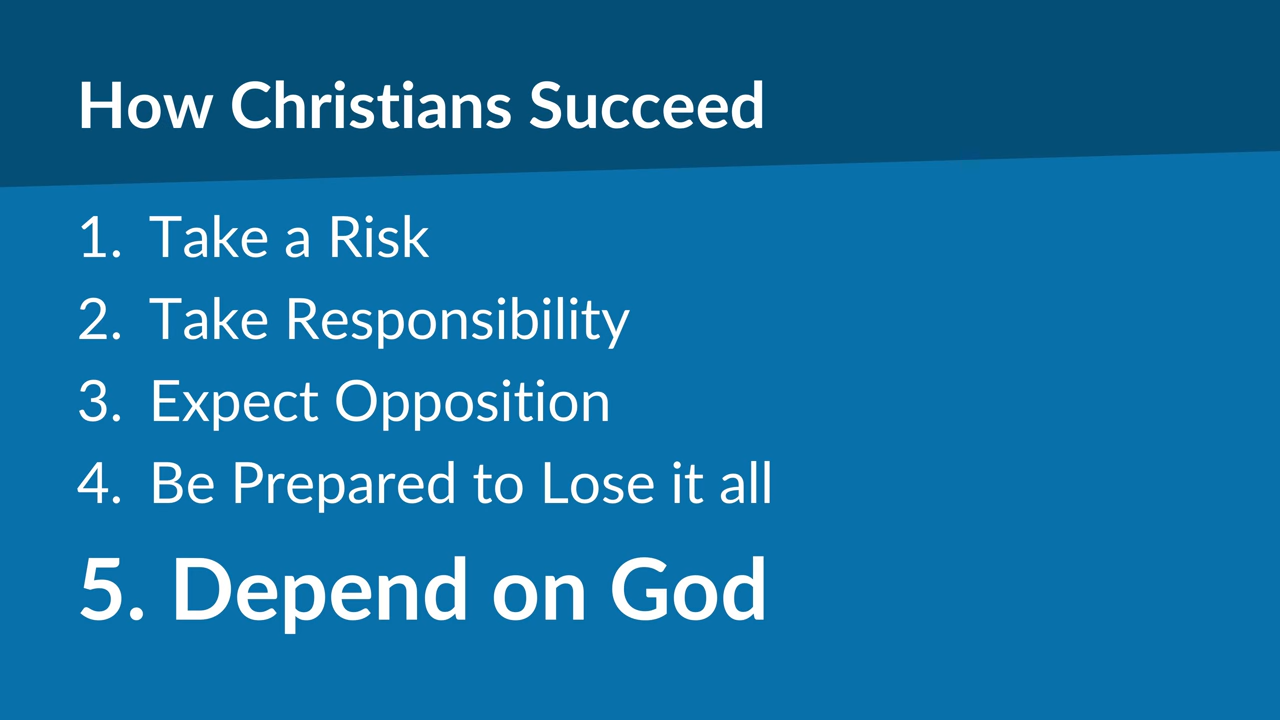 How Christians Succeed
1. Take a Risk
2. Take Responsibility
3. Expect Opposition
4. Be Prepared to Lose it all
5. Depend on God